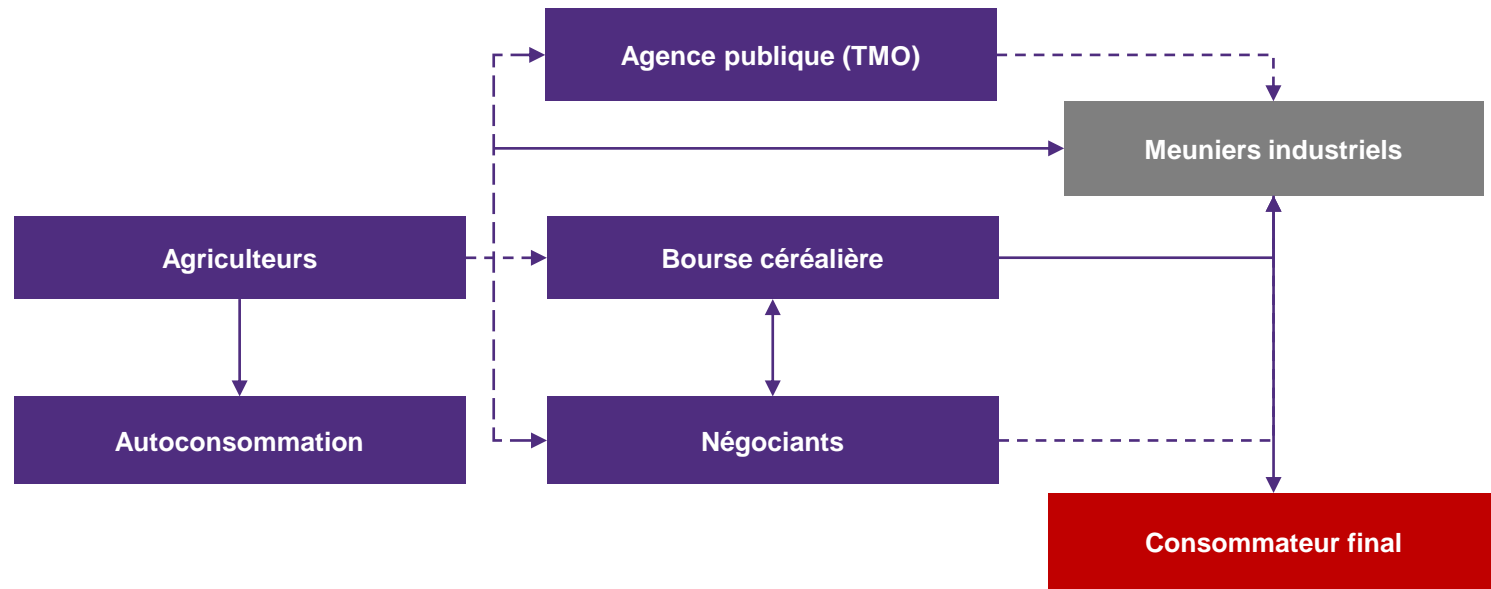 Agence publique (TMO)
Meuniers industriels
Agriculteurs
Bourse céréalière
Autoconsommation
Négociants
Consommateur final